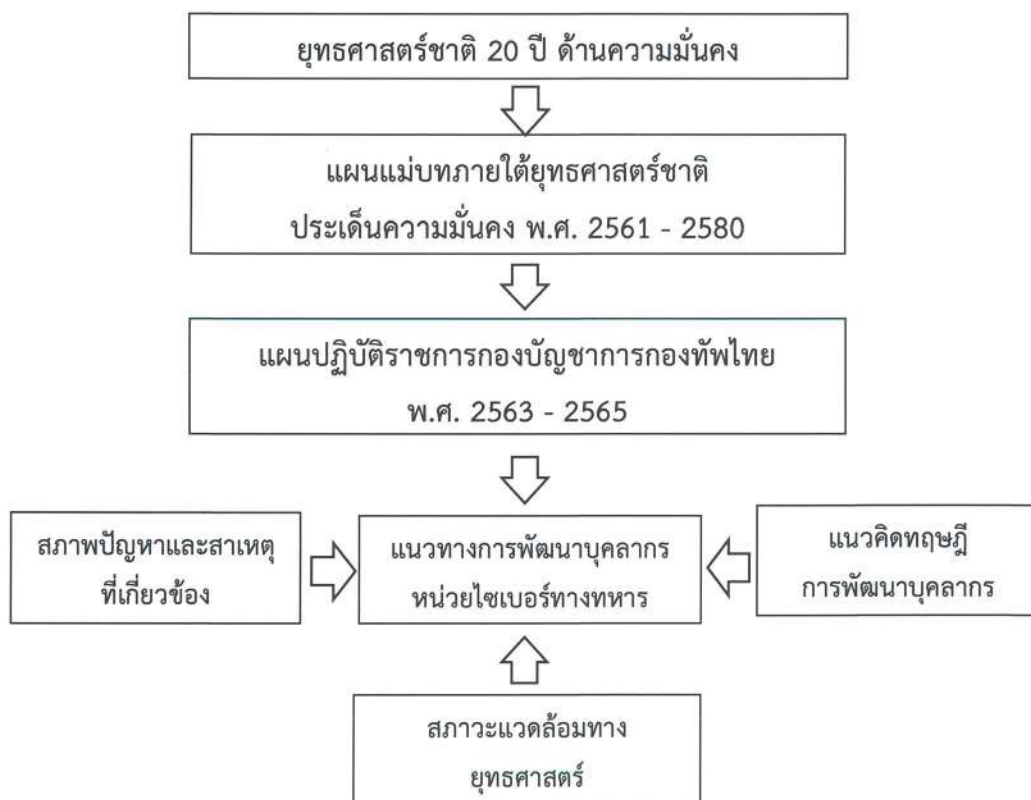 ยุทธศาสตร์ชาติ 20 ปี ด้านความมั่นคง
แผนแม่บทภายใต้ยุทธศาสตร์ชาติ
ประเด็นความมั่นคง พ.ศ. 2561 - 2580
แผนปฏิบัติราชการกองบัญชาการกองทัพไทย
พ.ศ. 2563 - 2565
สภาพปัญหาและสาเหตุ
ที่เกี่ยวข้อง
แนวทางการพัฒนาบุคลากร
หน่วยไซเบอร์ทางทหาร
แนวคิดทฤษฎี
การพัฒนาบุคลากร
สภาวะแวดล้อมทาง
ยุทธศาสตร์